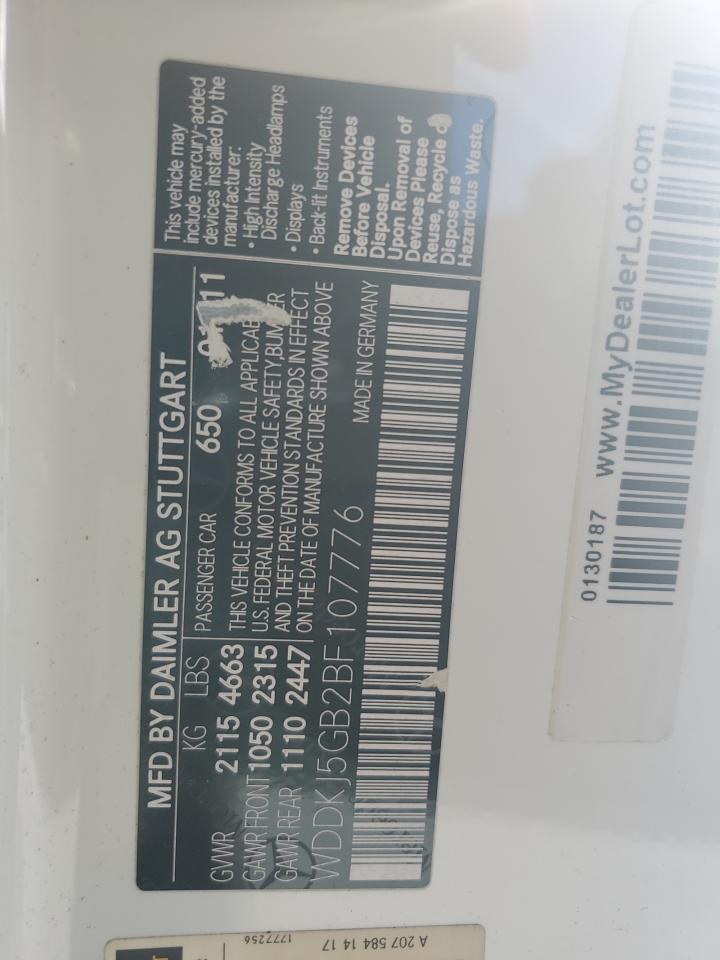 MFD BY DAIMLER AG STUTTGART
KG LBS
GVWR 2115 4663
GAWR FRONT 1050 2315
GAWR REAR 1110 2447
PASSENGER CAR 650
THIS VEHICLE CONFORMS TO ALL
U.S. FEDERAL MOTOR VEHICLE SAFETY,
AND THEFT PREVENTION STANDARDS IN EFFECT
ON THE DATE OF MANUFACTURE SHOWN ABOVE
WDDKJ5GB2BF107776
MADE IN GERMANY
This vehicle may
include mercury-added
devices installed by the
manufacturer:
• High Intensity
Discharge Headlamps
• Displays
• Back-lit Instruments
Remove Devices
Before Vehicle
Disposal.
Upon Removal of
Devices Please
Reuse, Recycle
Dispose as
Hazardous Waste.
0130187 www.MyDealerLot.com
A 207 584 14 17
1777256